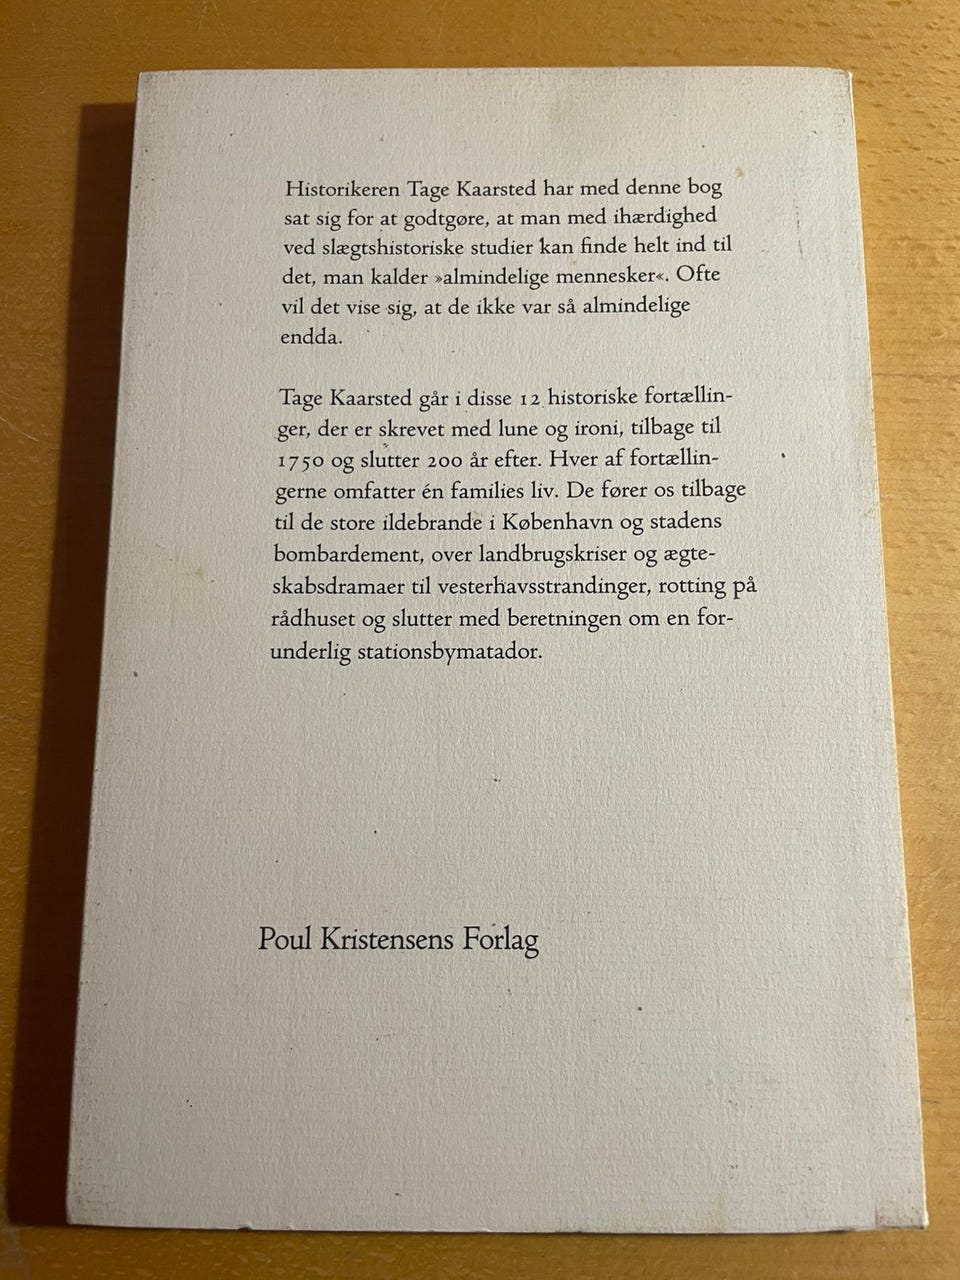 Historikeren Tage Kaarsted har med denne bog
sat sig for at godtgøre, at man med ihærdighed
ved slægtshistoriske studier kan finde helt ind til
det, man kalder »almindelige mennesker«. Ofte
vil det vise sig, at de ikke var så almindelige
endda.
Tage Kaarsted går i disse 12 historiske fortællin-
ger, der er skrevet med lune og ironi, tilbage til
1750 og slutter 200 år efter. Hver af fortællin-
gerne omfatter én families liv. De fører os tilbage
til de store ildebrande i København og stadens
bombardement, over landbrugskriser og ægte-
skabsdramaer til vesterhavsstrandinger, rotting på
rådhuset og slutter med beretningen om en for-
underlig stationsbymatador.
Poul Kristensens Forlag